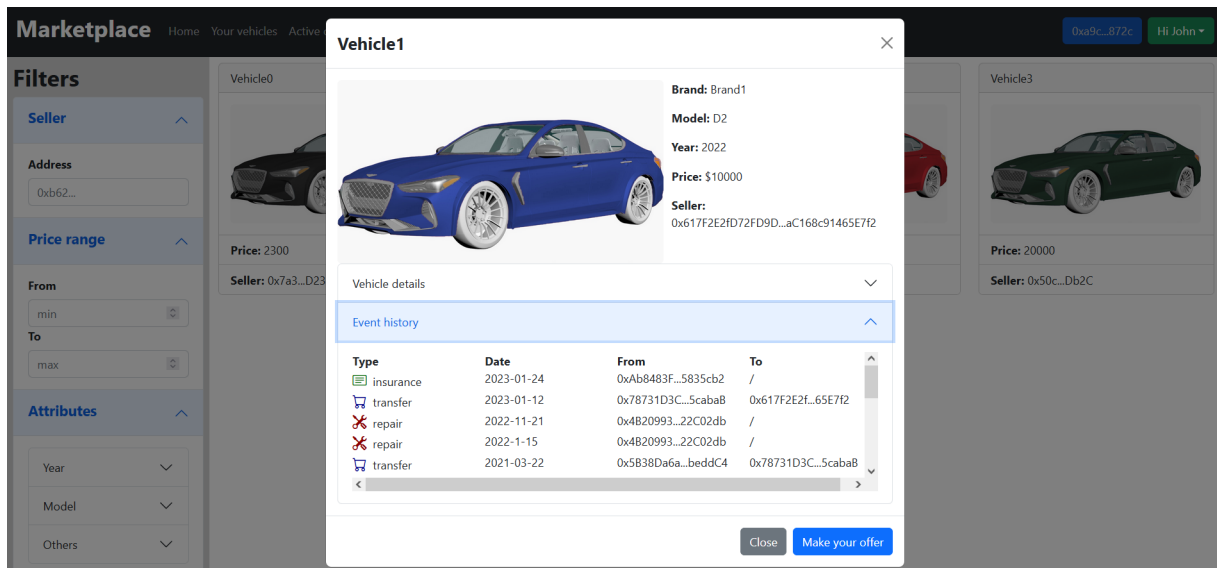 Marketplace Home Your vehicles Active 0xa9c...872c Hi John
Filters
Seller
Address
0xb62...
Price range
From
min
To
max
Attributes
Year
Model
Others
Vehicle0
Price: 2300
Seller: 0x7a3...D23
Vehicle1
Brand: Brand1
Model: D2
Year: 2022
Price: $10000
Seller:
0x617F2E2fD72FD9D...aC168c91465E7f2
Vehicle details
Event history
Type Date From To
insurance 2023-01-24 0xAb8483F...5835cb2 /
transfer 2023-01-12 0x78731D3C...5cabaB 0x617F2E2f...65E7f2
repair 2022-11-21 0x4B20993...22C02db /
repair 2022-1-15 0x4B20993...22C02db /
transfer 2021-03-22 0x5B38Da6a...beddC4 0x78731D3C...5cabaB
Close Make your offer
Vehicle3
Price: 20000
Seller: 0x50c...Db2C